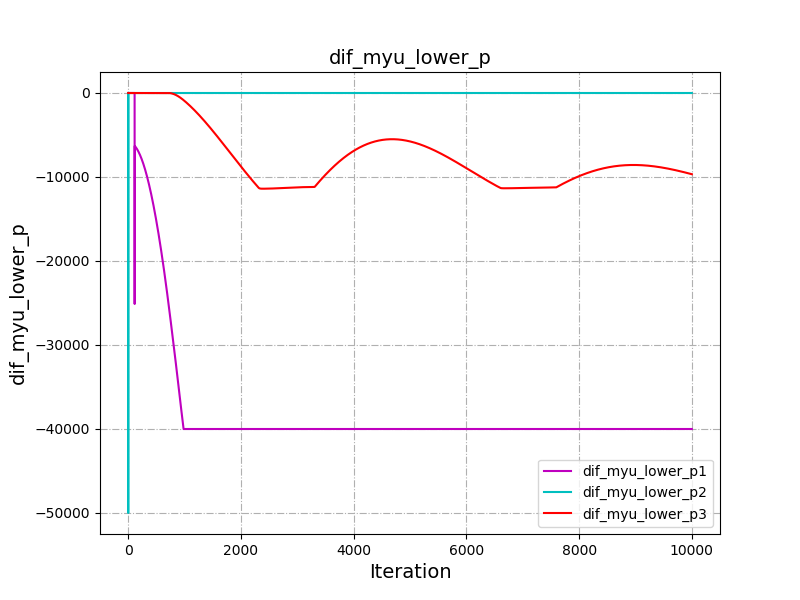 dif_myu_lower_p
dif_myu_lower_p
0
−10000
−20000
−30000
−40000
−50000
0
2000
4000
6000
8000
10000
Iteration
dif_myu_lower_p1
dif_myu_lower_p2
dif_myu_lower_p3